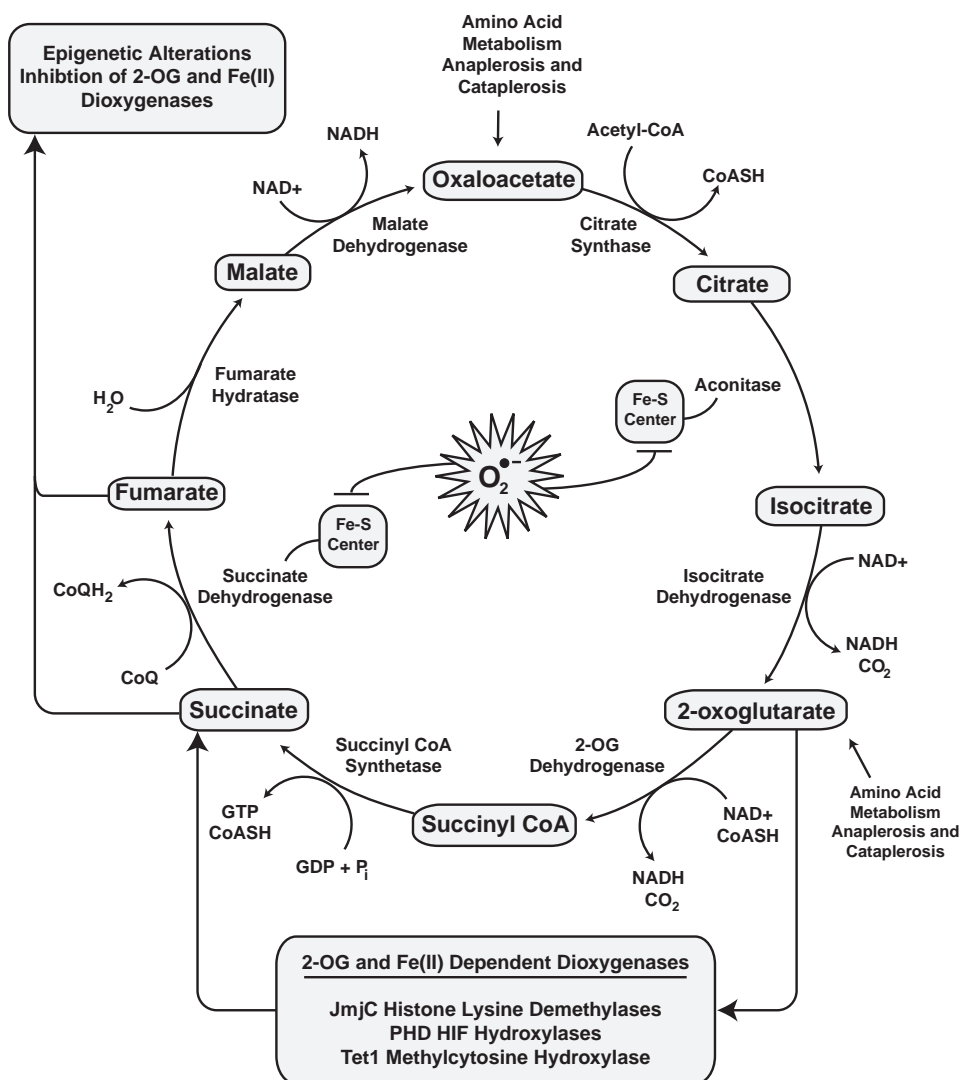 Epigenetic Alterations
Inhibtion of 2-OG and Fe(II)
Dioxygenases
Amino Acid
Metabolism
Anaplerosis and
Cataplerosis
NADH
NAD+
Malate
Dehydrogenase
Oxaloacetate
Acetyl-CoA
CoASH
Citrate
Synthase
Malate
Citrate
H2O
Fumarate
Hydratase
Fe-S
Center
Aconitase
O2•−
Fumarate
Isocitrate
Fe-S
Center
Succinate
Dehydrogenase
Isocitrate
Dehydrogenase
NAD+
NADH
CO2
CoQH2
CoQ
Succinate
2-oxoglutarate
Succinyl CoA
Synthetase
2-OG
Dehydrogenase
GTP
CoASH
GDP + Pi
Succinyl CoA
NAD+
CoASH
NADH
CO2
Amino Acid
Metabolism
Anaplerosis and
Cataplerosis
2-OG and Fe(II) Dependent Dioxygenases
JmjC Histone Lysine Demethylases
PHD HIF Hydroxylases
Tet1 Methylcytosine Hydroxylase